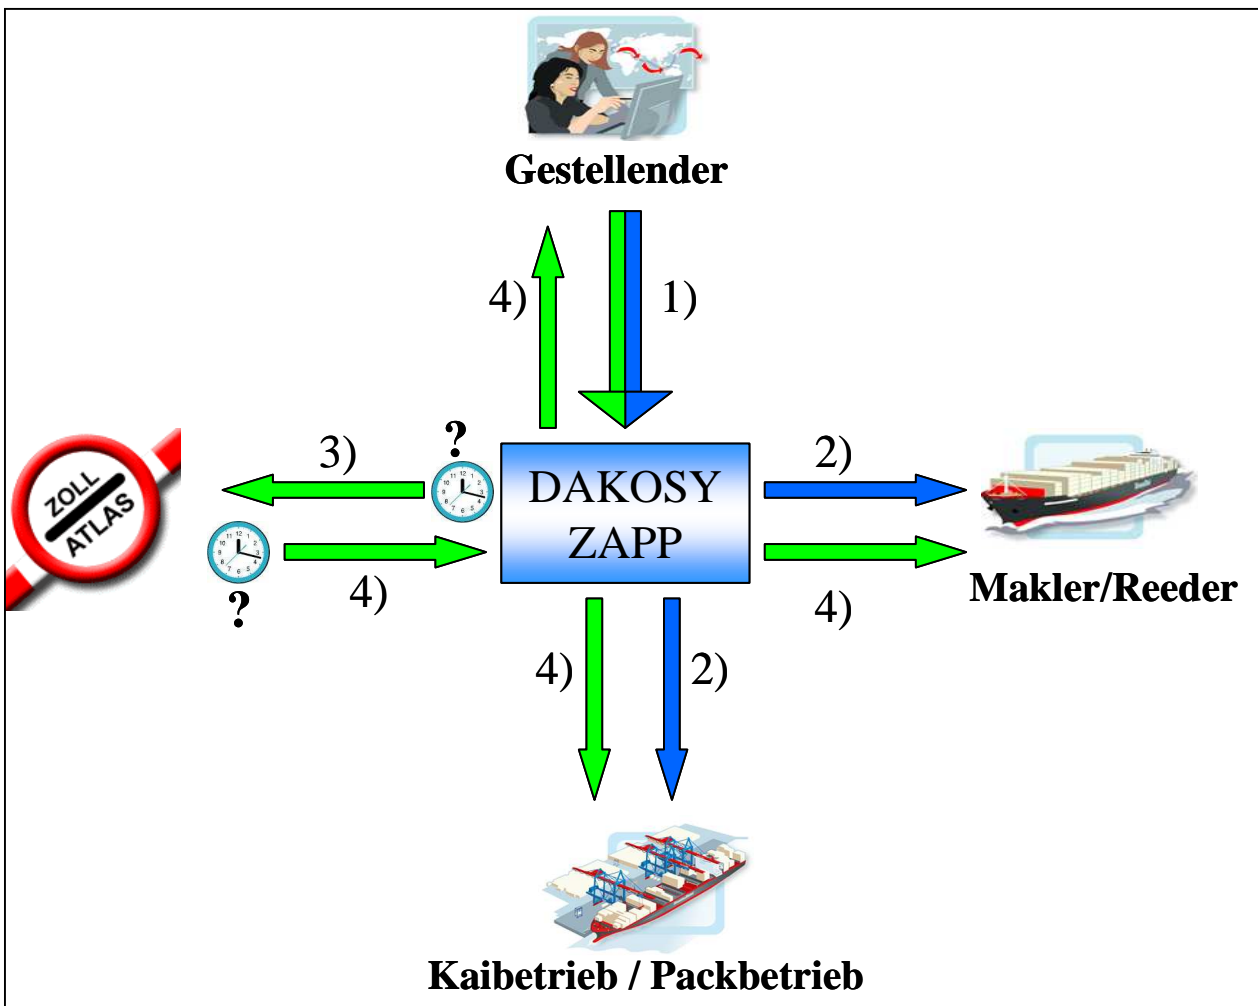 Gestellender
4)
1)
?
3)
2)
ZOLL
ATLAS
DAKOSY
ZAPP
4)
?
4)
Makler/Reeder
4)
2)
Kaibetrieb / Packbetrieb